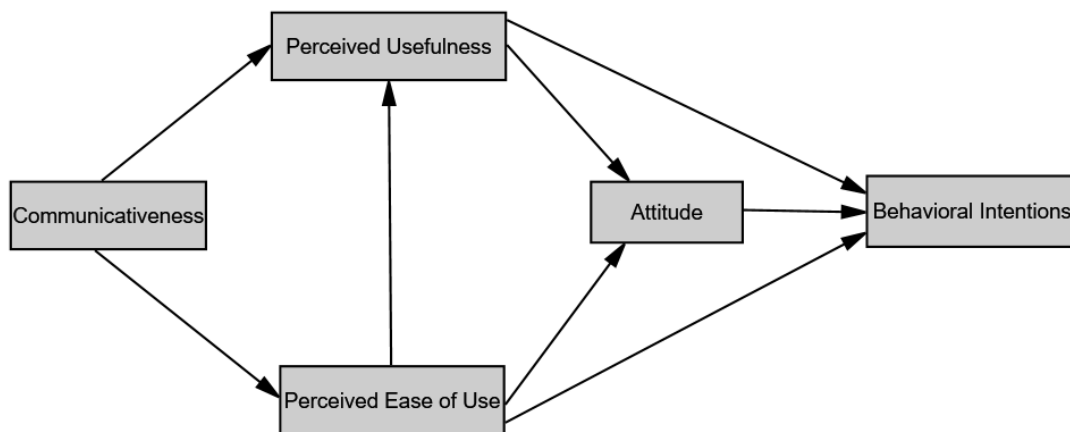 Perceived Usefulness
Communicativeness
Attitude
Behavioral Intentions
Perceived Ease of Use